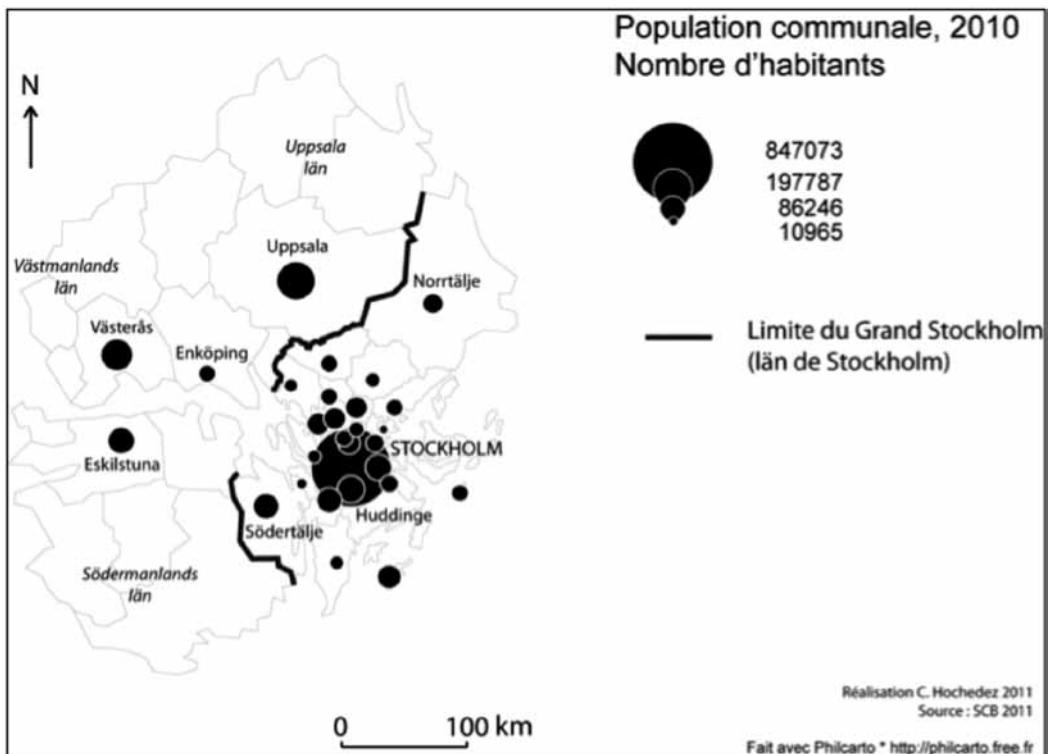 Population communale, 2010
Nombre d'habitants
847073
197787
86246
10965
Limite du Grand Stockholm
(län de Stockholm)
N
Uppsala
län
Uppsala
Västmanlands
län
Norrtälje
Västerås
Enköping
STOCKHOLM
Eskilstuna
Huddinge
Södertälje
Södermanlands
län
0 100 km
Réalisation C. Hochedez 2011
Source : SCB 2011
Fait avec Philcarto * http://philcarto.free.fr